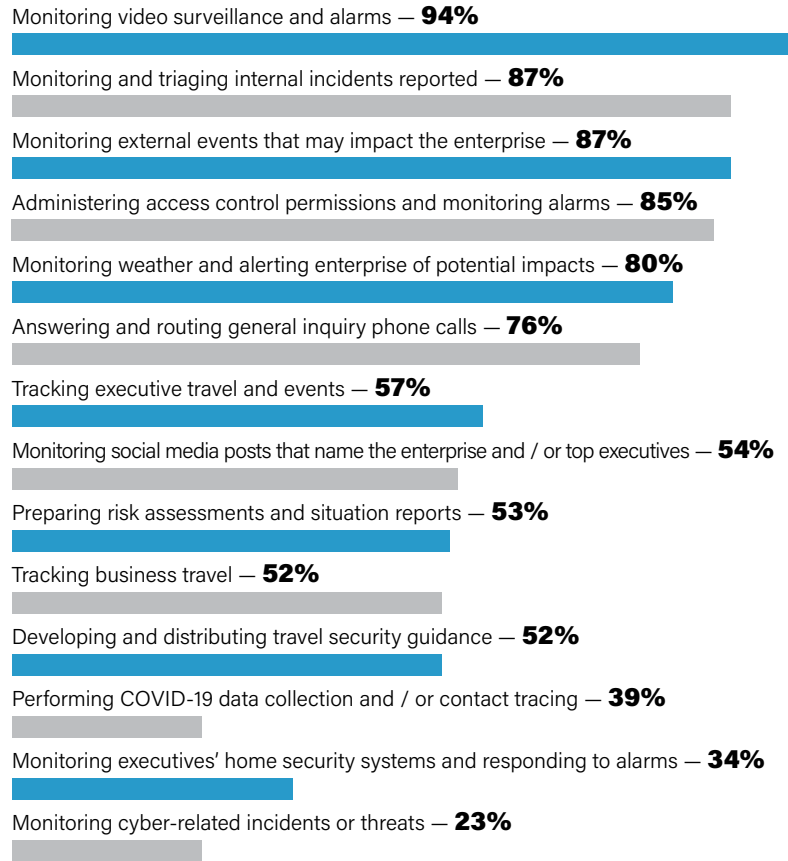 Monitoring video surveillance and alarms — 94%
Monitoring and triaging internal incidents reported — 87%
Monitoring external events that may impact the enterprise — 87%
Administering access control permissions and monitoring alarms — 85%
Monitoring weather and alerting enterprise of potential impacts — 80%
Answering and routing general inquiry phone calls — 76%
Tracking executive travel and events — 57%
Monitoring social media posts that name the enterprise and / or top executives — 54%
Preparing risk assessments and situation reports — 53%
Tracking business travel — 52%
Developing and distributing travel security guidance — 52%
Performing COVID-19 data collection and / or contact tracing — 39%
Monitoring executives’ home security systems and responding to alarms — 34%
Monitoring cyber-related incidents or threats — 23%